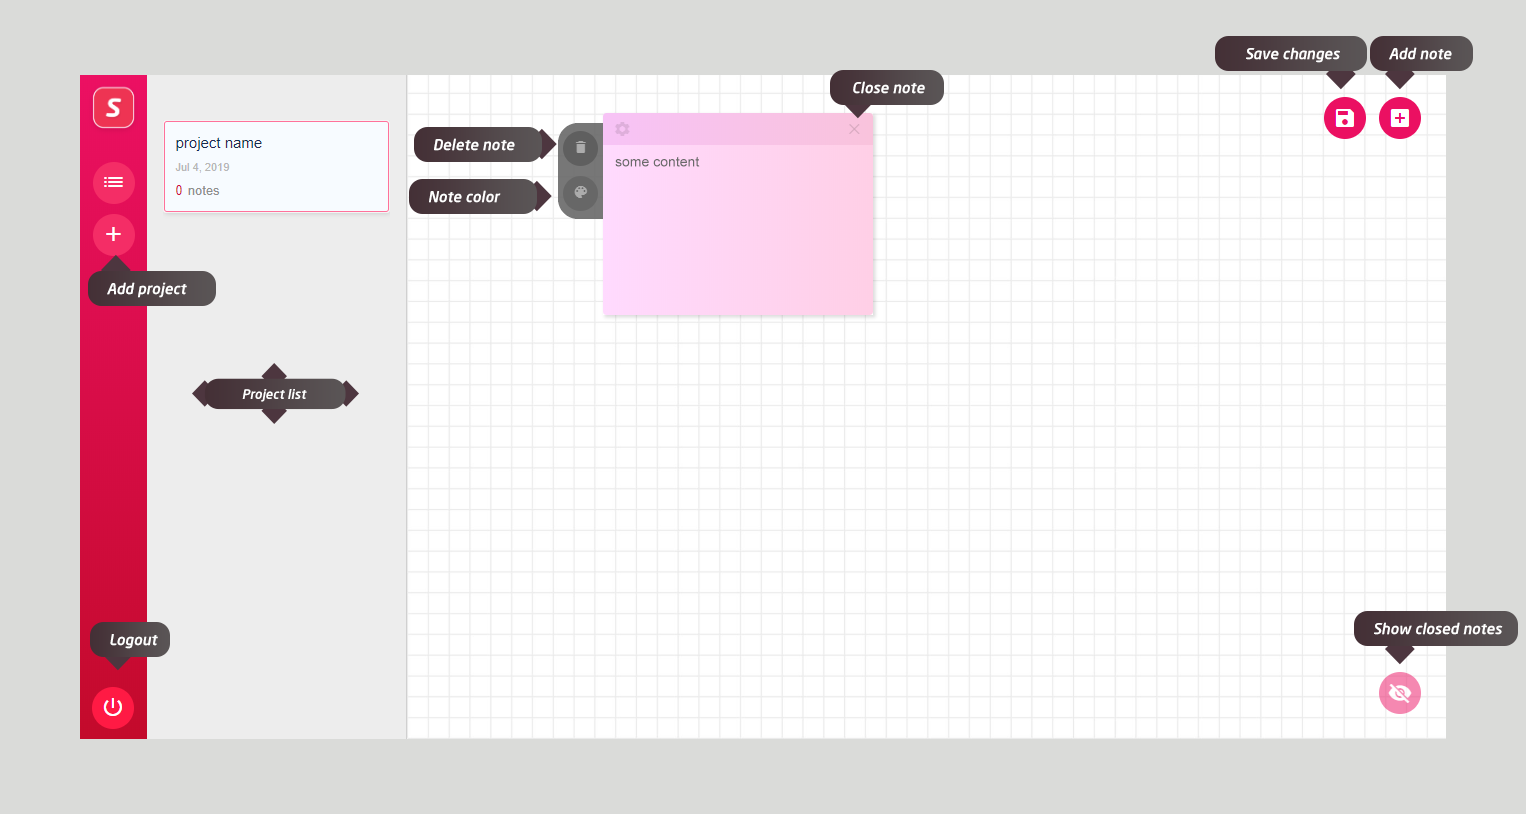 Save changes
Add note
Close note
S
project name
Jul 4, 2019
0 notes
Delete note
Note color
some content
Add project
Project list
Logout
Show closed notes